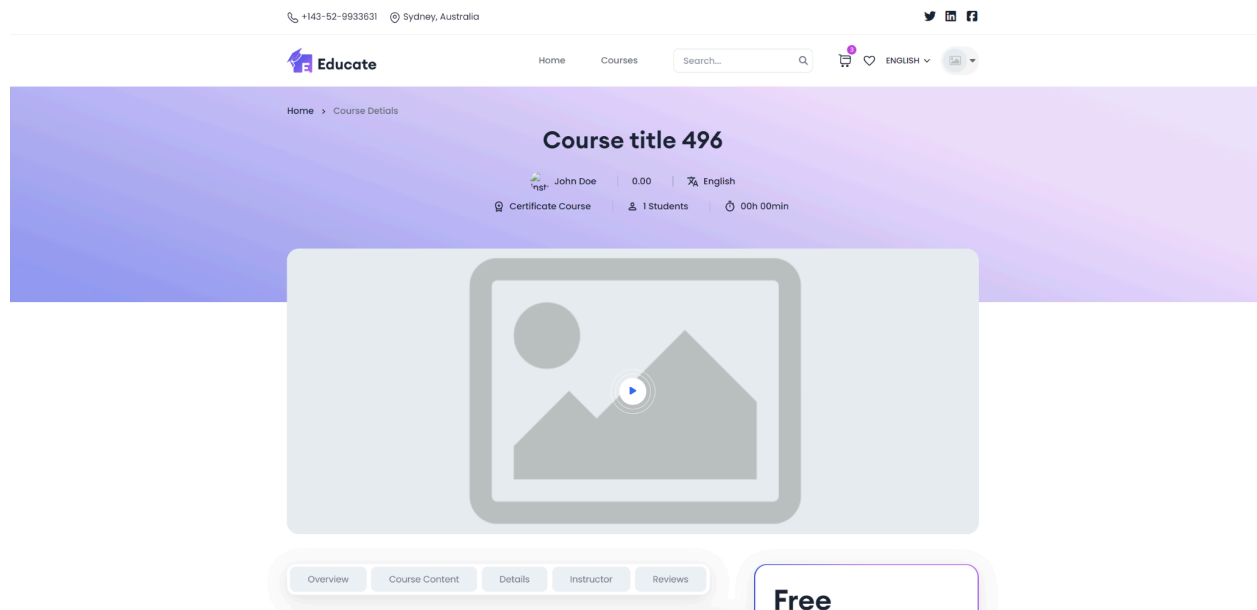 +143-52-9933631 Sydney, Australia
E Educate
Home Courses Search... 3 ENGLISH
Home > Course Detials
Course title 496
inst John Doe 0.00 English
Certificate Course 1 Students 00h 00min
Overview Course Content Details Instructor Reviews
Free